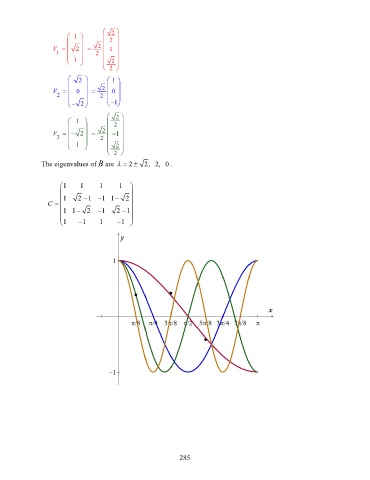 V₁ = (1, 2, 1) = 2/2 (2/2, 1, 2/2)
V₂ = (2, 0, − 2) = 2/2 (1, 0, −1)
V₃ = (1, − 2, 1) = 2/2 (2/2, −1, 2/2)
The eigenvalues of B are λ = 2 ± 2, 2, 0 .
1 1 1 1
1 2 −1 −1 1− 2
C =
1 1− 2 −1 2 −1
1 −1 1 −1
y
1
x
π/8 π/4 3π/8 π/2 5π/8 3π/4 7π/8 π
−1
285